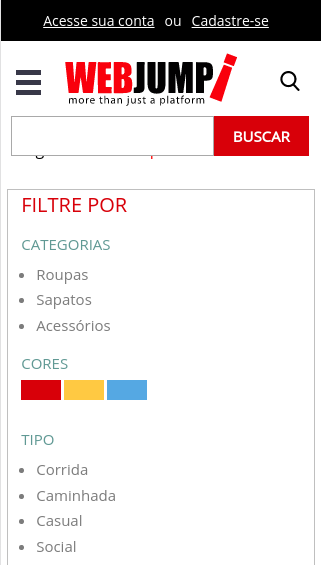 Acesse sua conta ou Cadastre-se
WEBJUMP!
more than just a platform
BUSCAR
FILTRE POR
CATEGORIAS
Roupas
Sapatos
Acessórios
CORES
TIPO
Corrida
Caminhada
Casual
Social